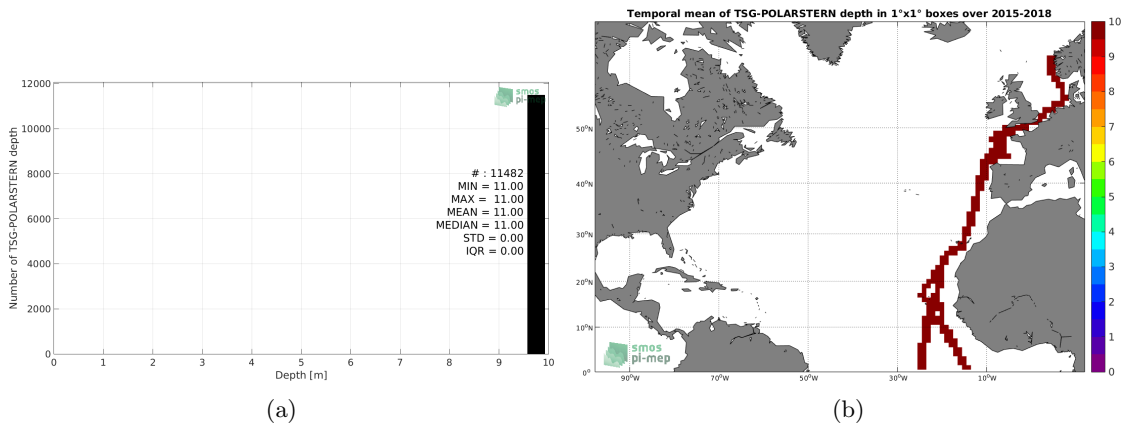 12000
10000
8000
6000
4000
2000
0
Number of TSG-POLARSTERN depth
smos
pi-mep
# : 11482
MIN = 11.00
MAX = 11.00
MEAN = 11.00
MEDIAN = 11.00
STD = 0.00
IQR = 0.00
0 1 2 3 4 5 6 7 8 9 10
Depth [m]
(a)
Temporal mean of TSG-POLARSTERN depth in 1°x1° boxes over 2015-2018
50°N
40°N
30°N
20°N
10°N
0°
90°W 70°W 50°W 30°W 10°W
smos
pi-mep
10
9
8
7
6
5
4
3
2
1
0
(b)